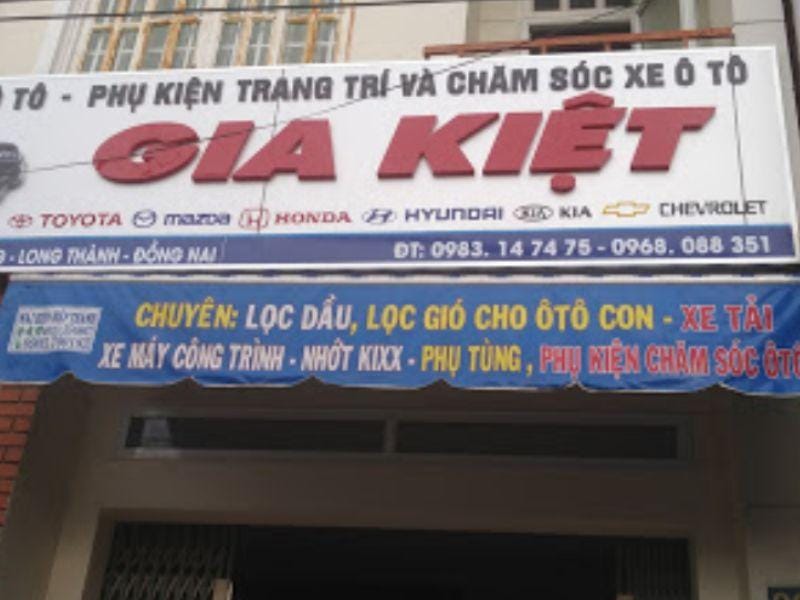 Ô TÔ - PHỤ KIỆN TRANG TRÍ VÀ CHĂM SÓC XE Ô TÔ
GIA KIỆT
TOYOTA mazda HONDA HYUNDAI KIA KIA CHEVROLET
- LONG THÀNH - ĐỒNG NAI ĐT: 0983. 14 74 75 - 0968. 088 351
CHUYÊN: LỌC DẦU, LỌC GIÓ CHO ÔTÔ CON - XE TẢI
XE MÁY CÔNG TRÌNH - NHỚT KIXX - PHỤ TÙNG, PHỤ KIỆN CHĂM SÓC ÔTÔ